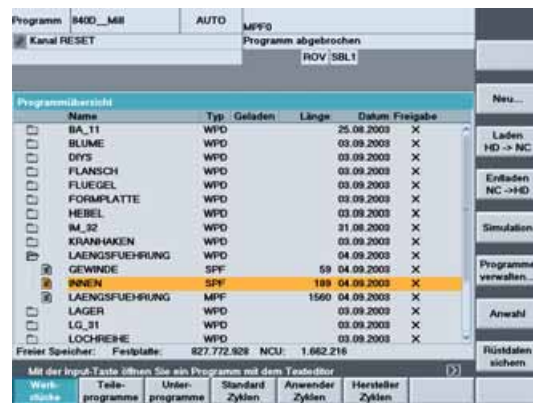 Programm 840D__Mill AUTO MPF0
Kanal RESET Programm abgebrochen
ROV SBL1
Programmübersicht
Name Typ Geladen Länge Datum Freigabe
BA_11 WPD 25.08.2003 X
BLUME WPD 03.09.2003 X
DIYS WPD 03.09.2003 X
FLANSCH WPD 03.09.2003 X
FLUEGEL WPD 03.09.2003 X
FORMPLATTE WPD 03.09.2003 X
HEBEL WPD 03.09.2003 X
IM_32 WPD 31.08.2003 X
KRANHAKEN WPD 03.09.2003 X
LAENGSFUEHRUNG WPD 04.09.2003 X
GEWINDE SPF 59 04.09.2003 X
INNEN SPF 189 04.09.2003 X
LAENGSFUEHRUNG MPF 1560 04.09.2003 X
LAGER WPD 03.09.2003 X
LG_31 WPD 03.09.2003 X
LOCHREIHE WPD 03.09.2003 X
Freier Speicher: Festplatte: 827.772.928 NCU: 1.662.216
Mit der Input-Taste öffnen Sie ein Programm mit dem Texteditor
Werk-
stücke
Teile-
programme
Unter-
programme
Standard
Zyklen
Anwender
Zyklen
Hersteller
Zyklen
Neu...
Laden
HD -> NC
Entladen
NC ->HD
Simulation
Programme
verwalten...
Anwahl
Rüstdaten
sichern